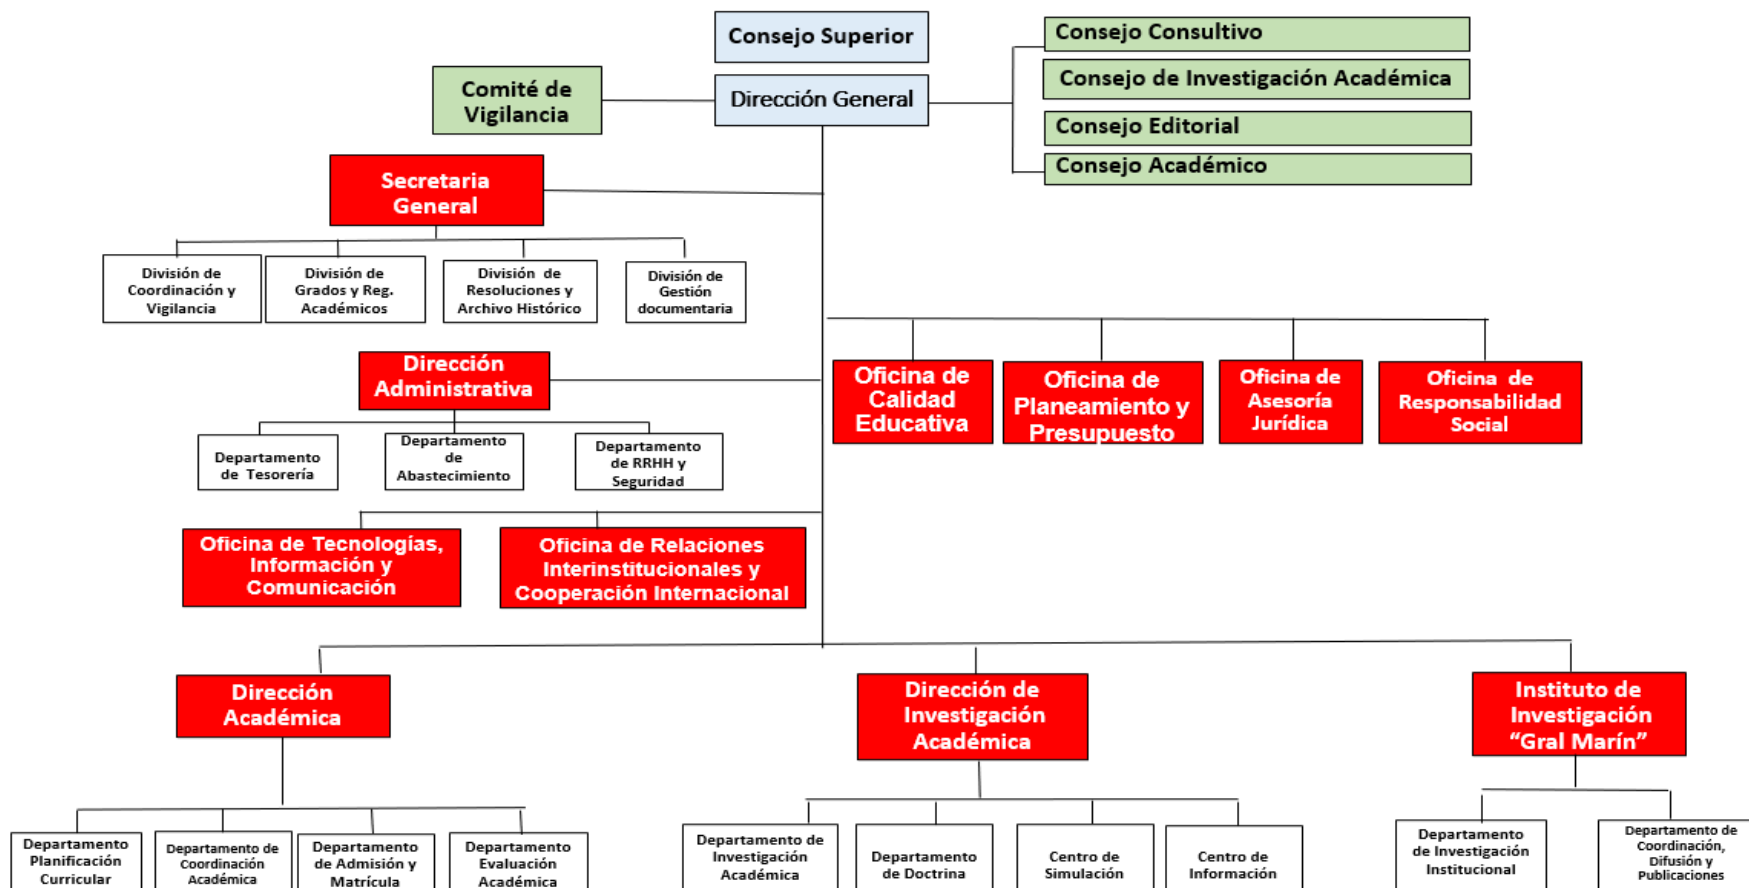 Consejo Superior
Consejo Consultivo
Comité de
Vigilancia
Dirección General
Consejo de Investigación Académica
Consejo Editorial
Consejo Académico
Secretaria
General
División de
Coordinación y
Vigilancia
División de
Grados y Reg.
Académicos
División de
Resoluciones y
Archivo Histórico
División de
Gestión
documentaria
Dirección
Administrativa
Oficina de
Calidad
Educativa
Oficina de
Planeamiento y
Presupuesto
Oficina de
Asesoría
Jurídica
Oficina de
Responsabilidad
Social
Departamento
de Tesorería
Departamento
de
Abastecimiento
Departamento
de RRHH y
Seguridad
Oficina de Tecnologías,
Información y
Comunicación
Oficina de Relaciones
Interinstitucionales y
Cooperación Internacional
Dirección
Académica
Dirección de
Investigación
Académica
Instituto de
Investigación
“Gral Marín”
Departamento
Planificación
Curricular
Departamento de
Coordinación
Académica
Departamento
de Admisión y
Matrícula
Departamento
Evaluación
Académica
Departamento de
Investigación
Académica
Departamento
de Doctrina
Centro de
Simulación
Centro de
Información
Departamento
de Investigación
Institucional
Departamento de
Coordinación,
Difusión y
Publicaciones